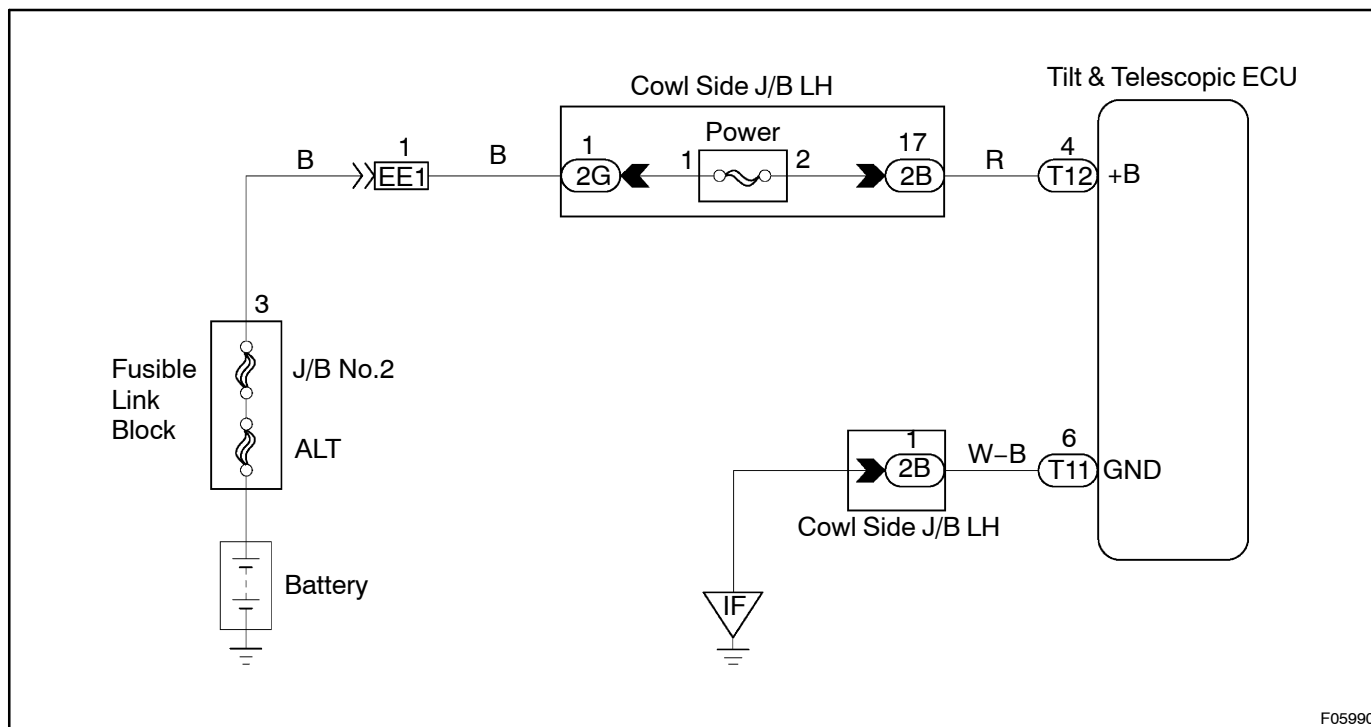 Cowl Side J/B LH
Tilt & Telescopic ECU
Power
B
1
EE1
B
1
2G
1
2
17
2B
R
4
T12
+B
3
Fusible
Link
Block
J/B No.2
ALT
Battery
1
2B
W–B
6
T11
GND
Cowl Side J/B LH
IF
F05990